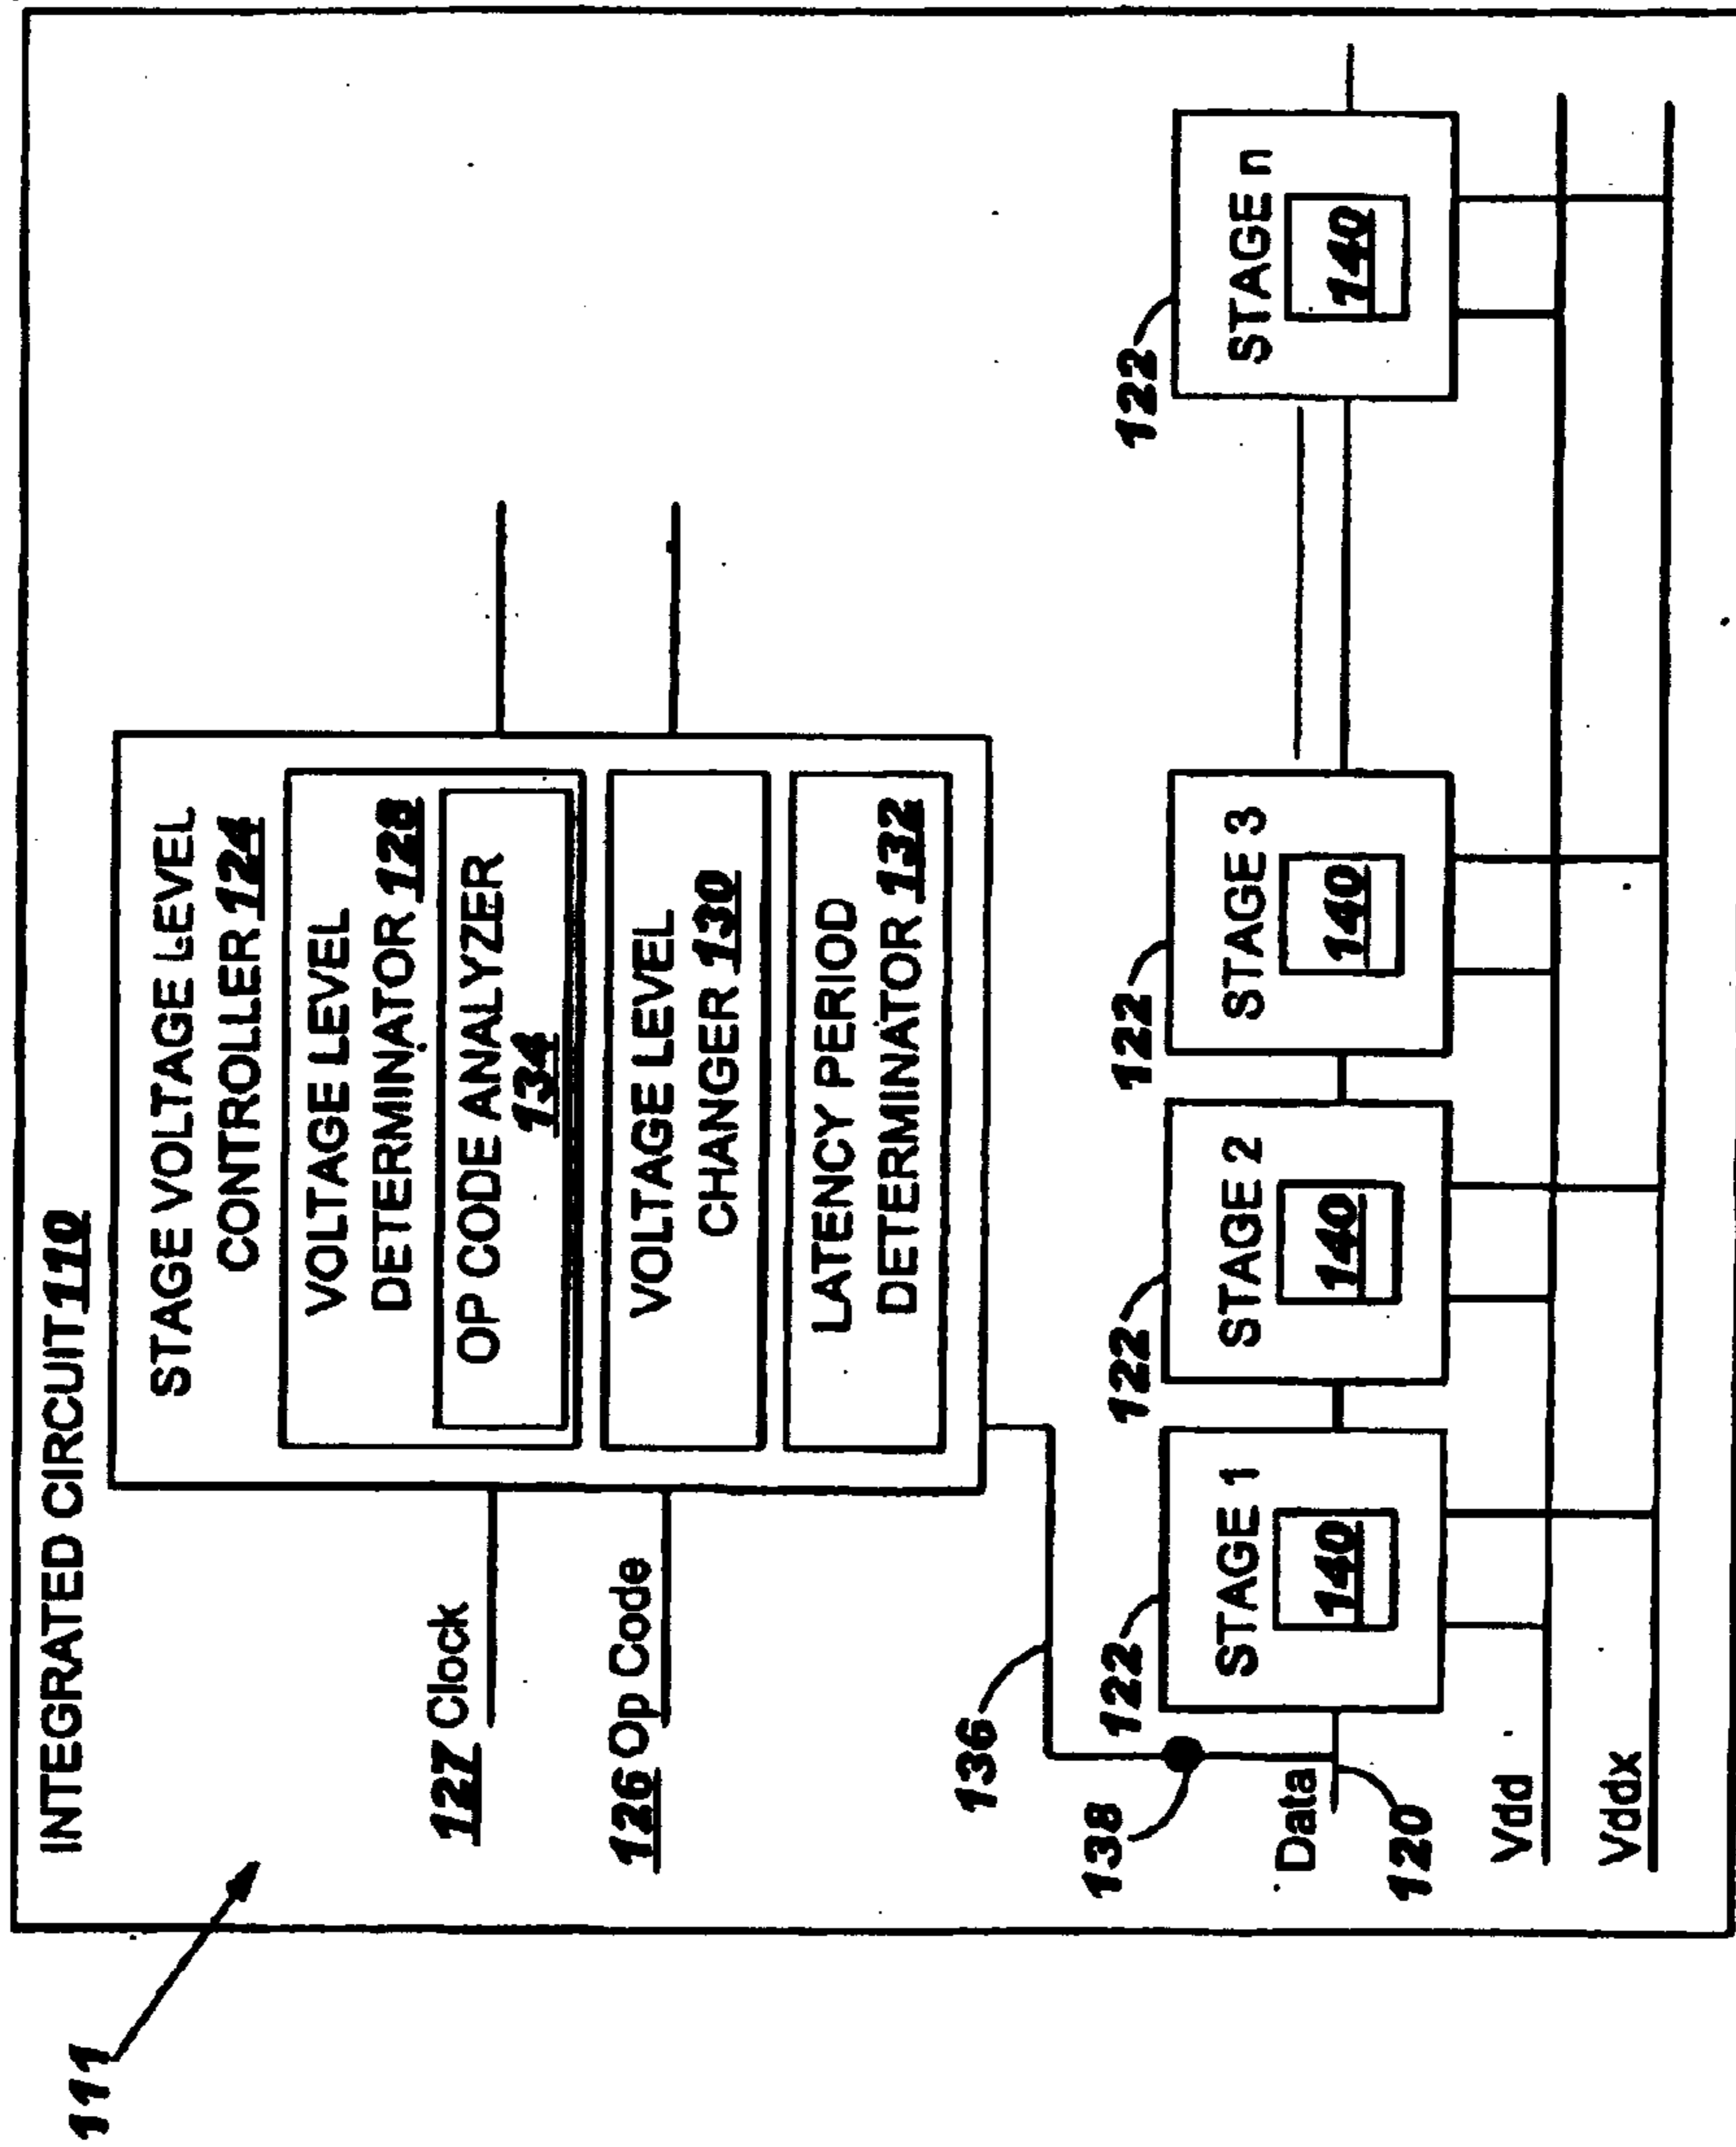 111
INTEGRATED CIRCUIT 110
STAGE VOLTAGE LEVEL
CONTROLLER 124
VOLTAGE LEVEL
DETERMINATOR 128
OP CODE ANALYZER
134
VOLTAGE LEVEL
CHANGER 130
LATENCY PERIOD
DETERMINATOR 132
127 Clock
126 Op Code
136
138
122
122
122
122
STAGE 1
140
STAGE 2
140
STAGE 3
140
STAGE n
140
Data
120
Vdd
Vddx